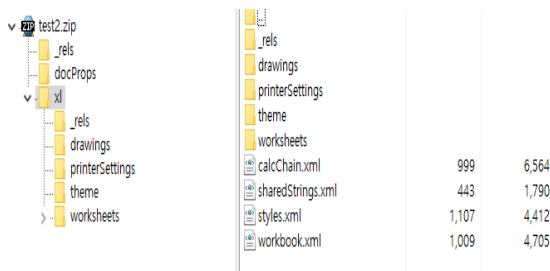 test2.zip
_rels
docProps
xl
_rels
drawings
printerSettings
theme
worksheets
..
_rels
drawings
printerSettings
theme
worksheets
calcChain.xml 999 6,564
sharedStrings.xml 443 1,790
styles.xml 1,107 4,412
workbook.xml 1,009 4,705